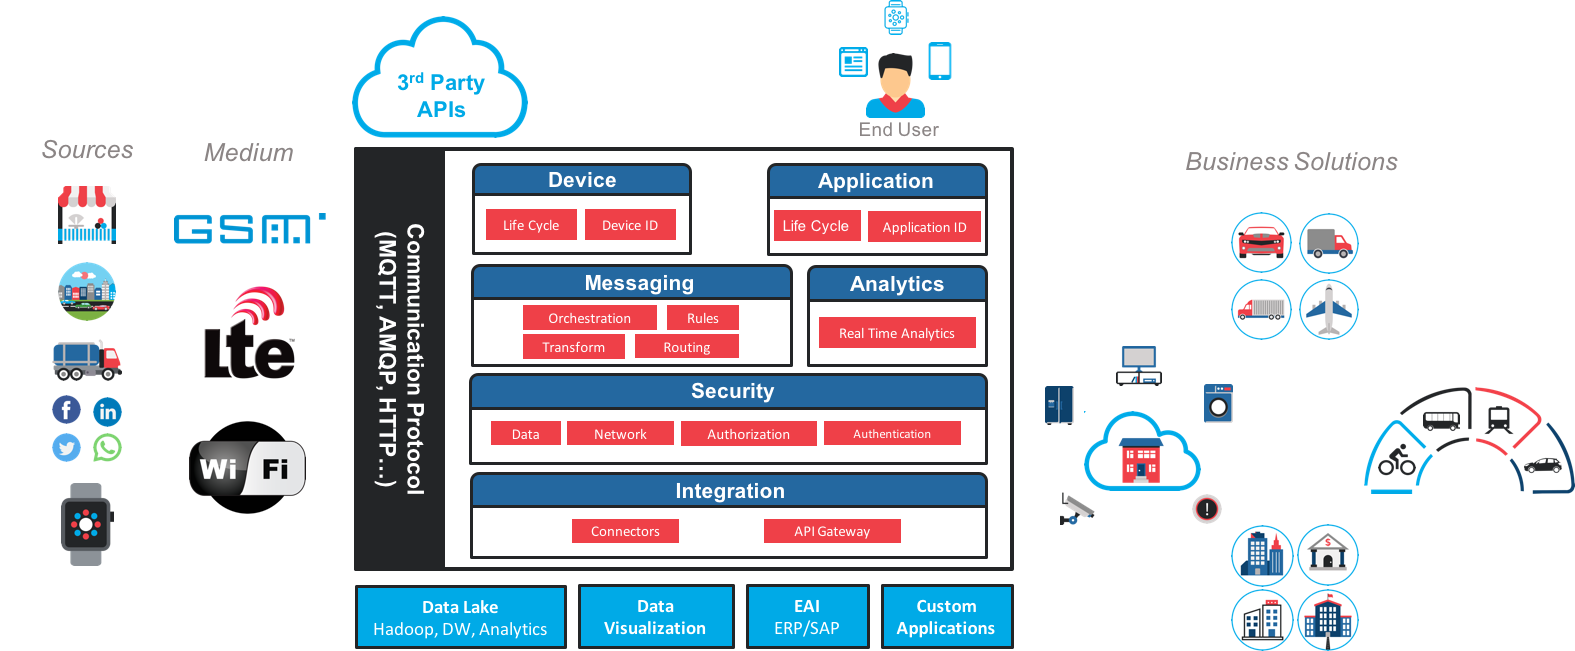 3rd Party
APIs
End User
Sources
Medium
Business Solutions
GSM
Lte
TM
Wi Fi
Communication Protocol
(MQTT, AMQP, HTTP ...)
Device
Life Cycle
Device ID
Application
Life Cycle
Application ID
Messaging
Orchestration
Rules
Transform
Routing
Analytics
Real Time Analytics
Security
Data
Network
Authorization
Authentication
Integration
Connectors
API Gateway
Data Lake
Hadoop, DW, Analytics
Data
Visualization
EAI
ERP/SAP
Custom
Applications
f
in
!
$